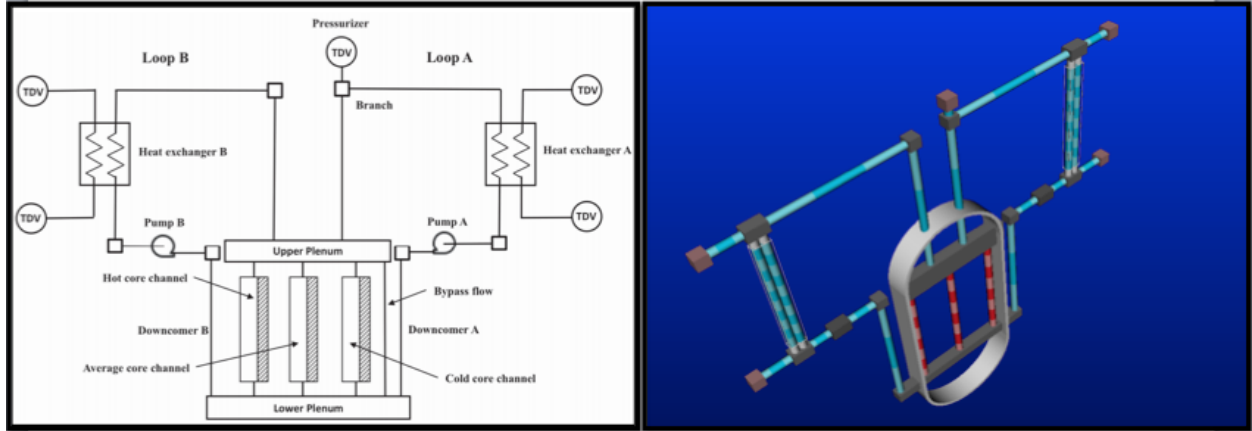 Pressurizer
TDV
Loop B
Loop A
TDV
TDV
Branch
Heat exchanger B
Heat exchanger A
TDV
TDV
Pump B
Pump A
Upper Plenum
Hot core channel
Bypass flow
Downcomer B
Downcomer A
Average core channel
Cold core channel
Lower Plenum